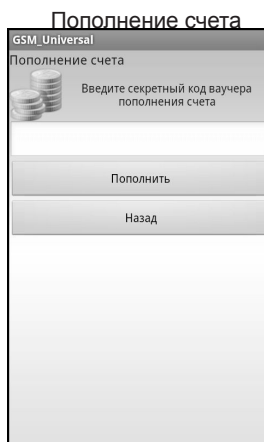 Пополнение счета
GSM_Universal
Пополнение счета
Введите секретный код ваучера
пополнения счета
Пополнить
Назад